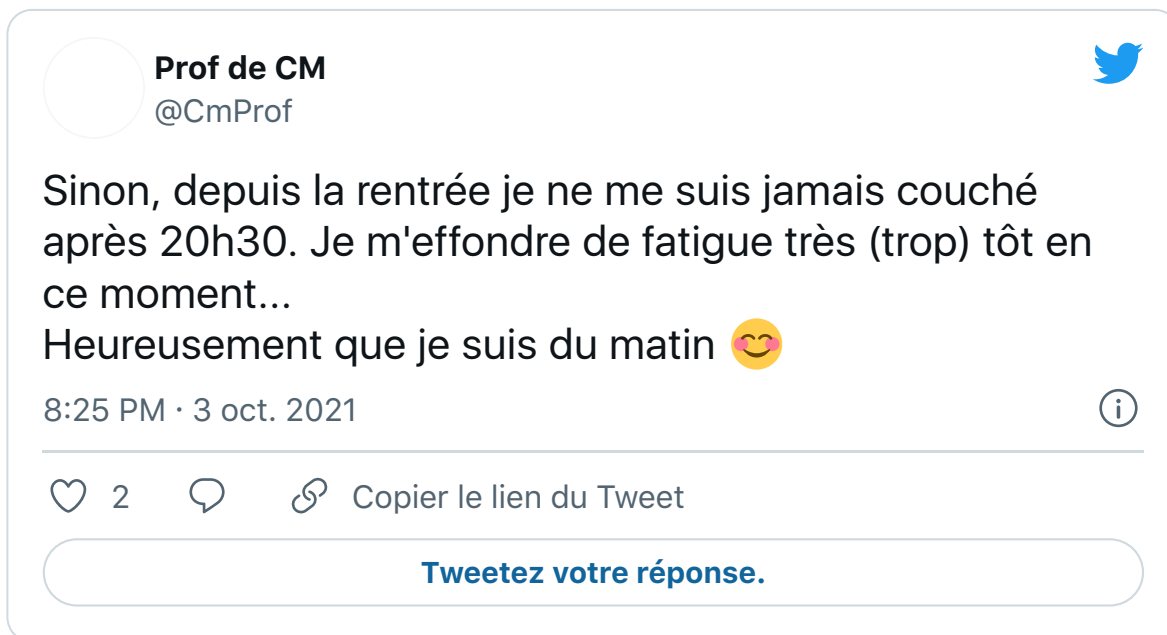 Prof de CM
@CmProf
Sinon, depuis la rentrée je ne me suis jamais couché
après 20h30. Je m'effondre de fatigue très (trop) tôt en
ce moment...
Heureusement que je suis du matin 😊
8:25 PM · 3 oct. 2021
2 Copier le lien du Tweet
Tweetez votre réponse.